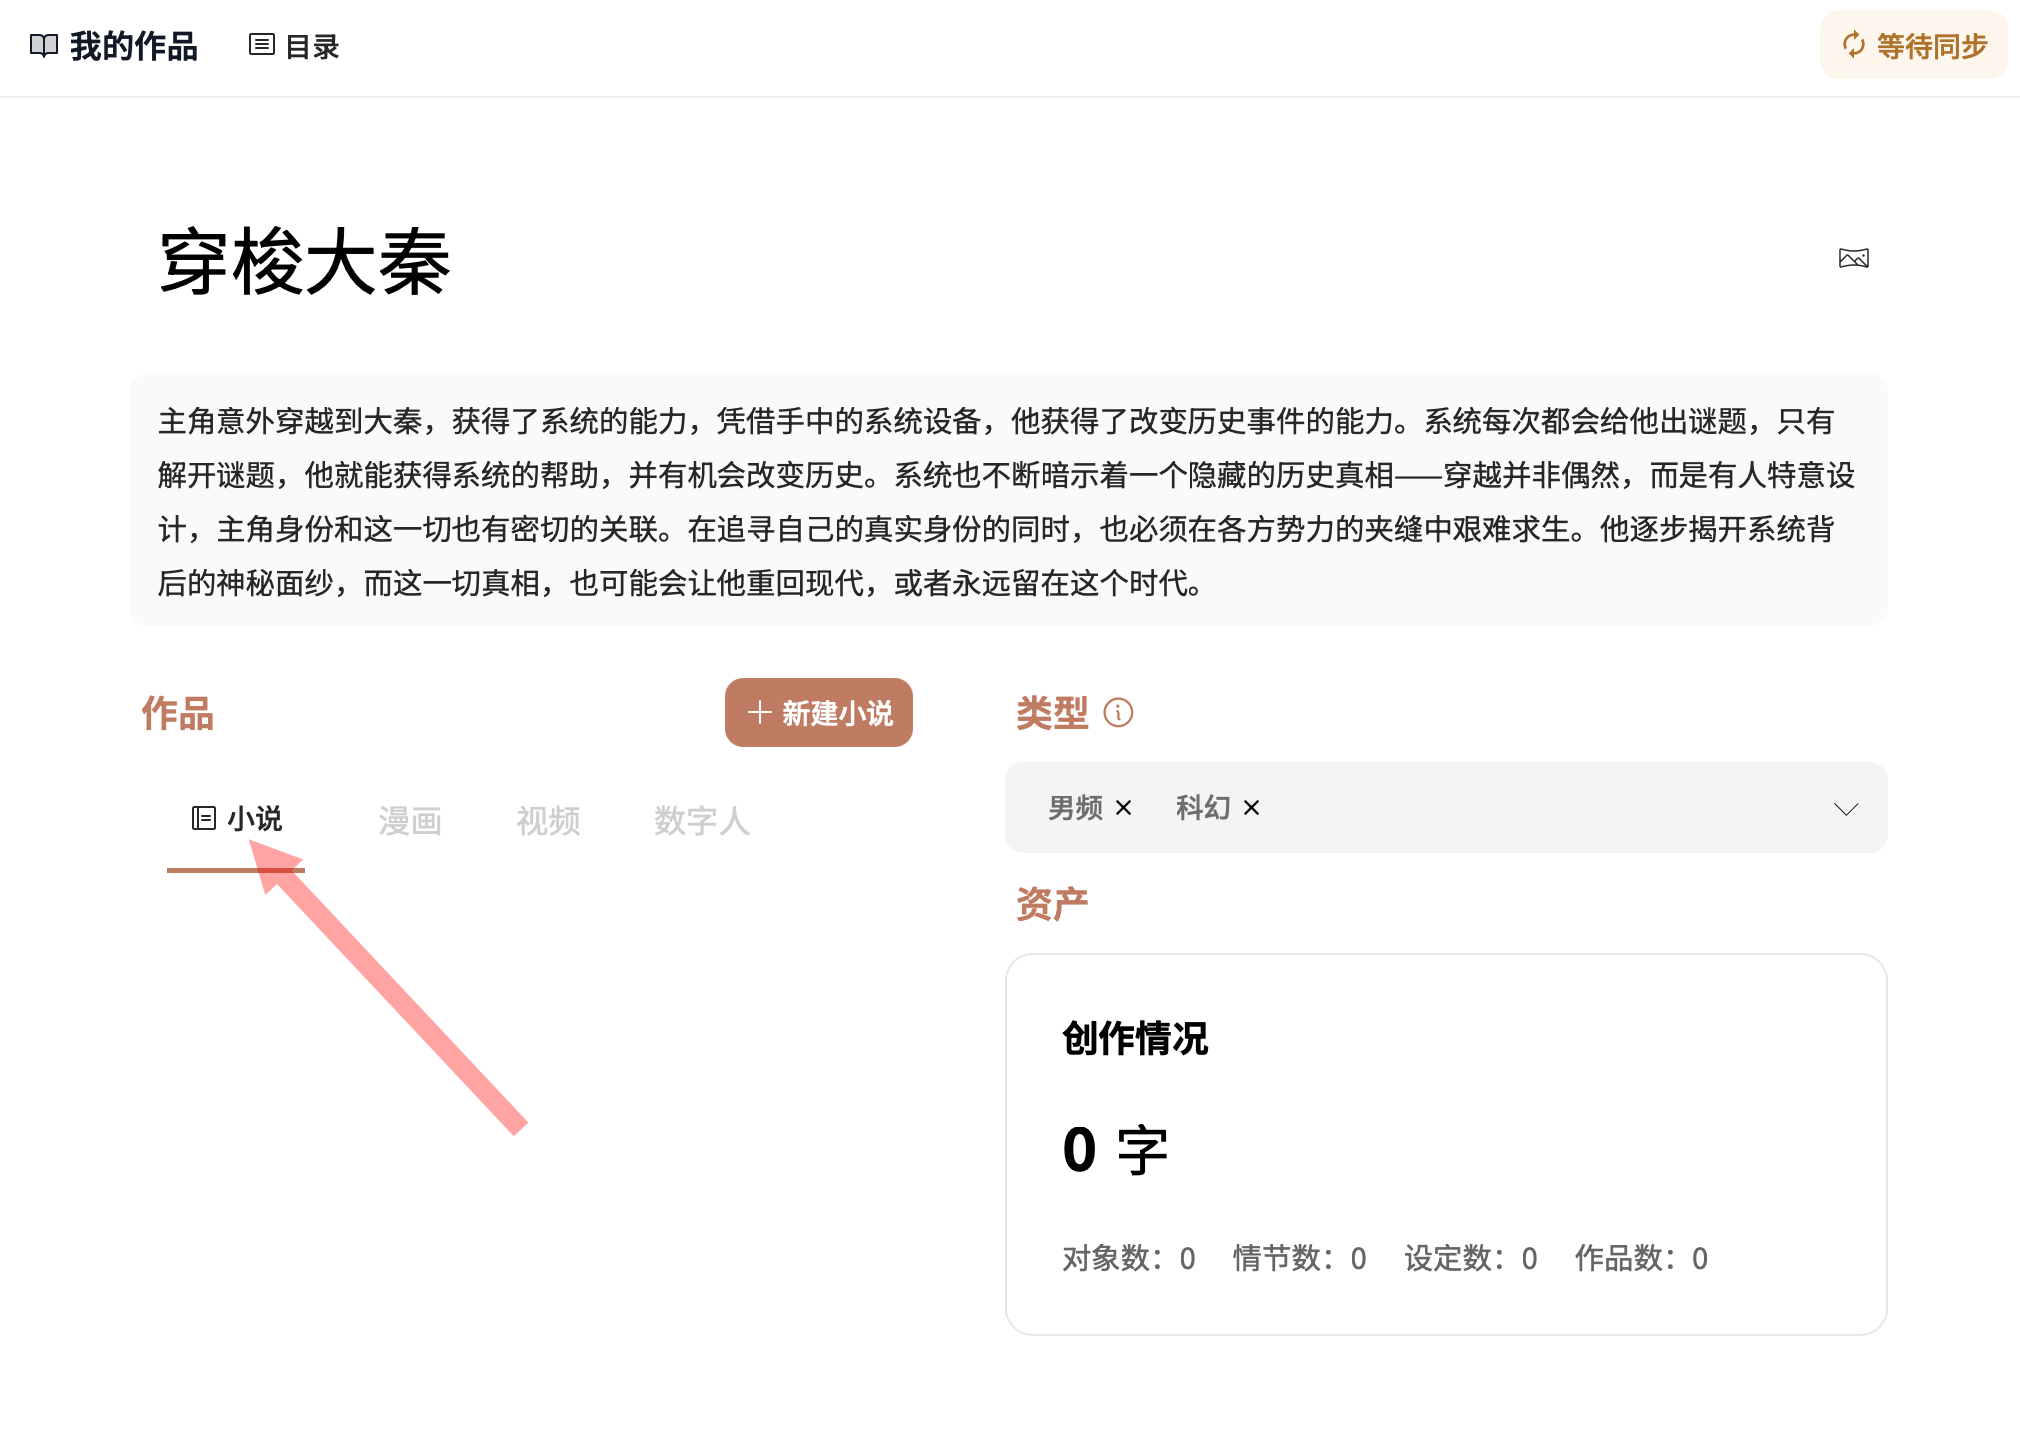 我的作品 目录 等待同步
穿梭大秦
主角意外穿越到大秦，获得了系统的能力，凭借手中的系统设备，他获得了改变历史事件的能力。系统每次都会给他出谜题，只有
解开谜题，他就能获得系统的帮助，并有机会改变历史。系统也不断暗示着一个隐藏的历史真相——穿越并非偶然，而是有人特意设
计，主角身份和这一切也有密切的关联。在追寻自己的真实身份的同时，也必须在各方势力的夹缝中艰难求生。他逐步揭开系统背
后的神秘面纱，而这一切真相，也可能会让他重回现代，或者永远留在这个时代。
作品 新建小说
小说 漫画 视频 数字人
类型
男频 × 科幻 ×
资产
创作情况
0 字
对象数：0 情节数：0 设定数：0 作品数：0